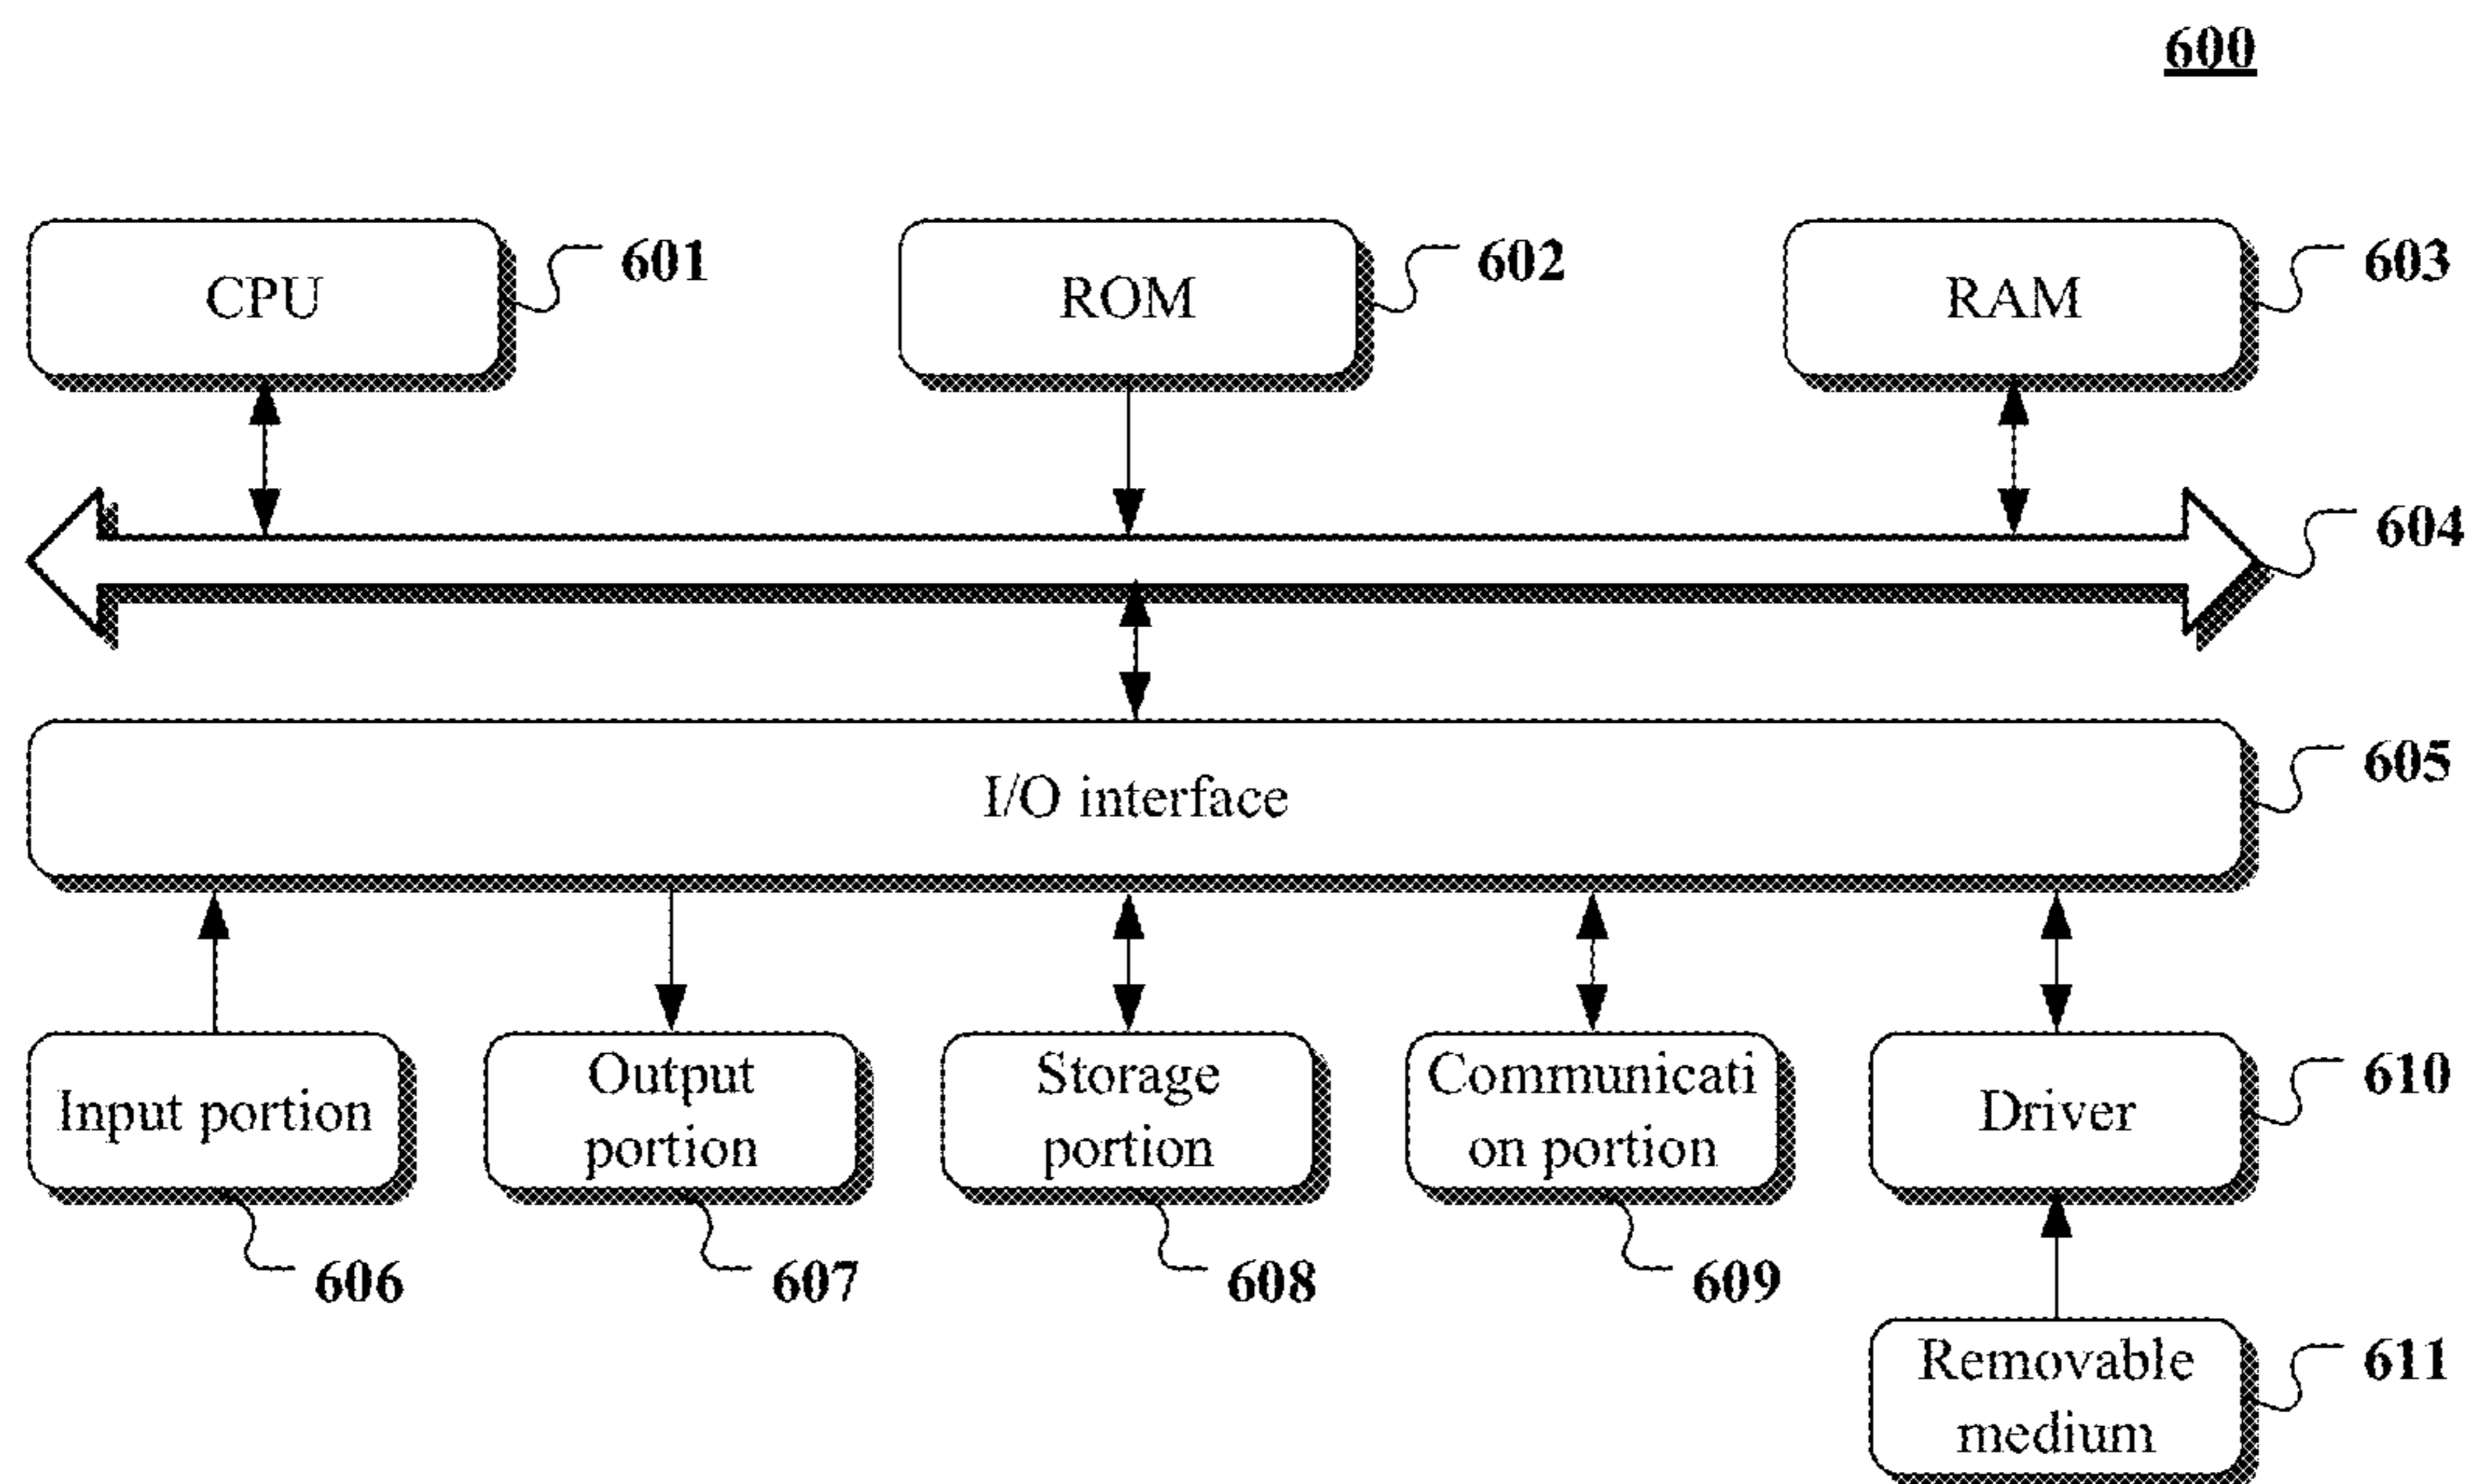 600
CPU
601
ROM
602
RAM
603
604
I/O interface
605
Input portion
Output
portion
Storage
portion
Communicati
on portion
Driver
610
606
607
608
609
Removable
medium
611